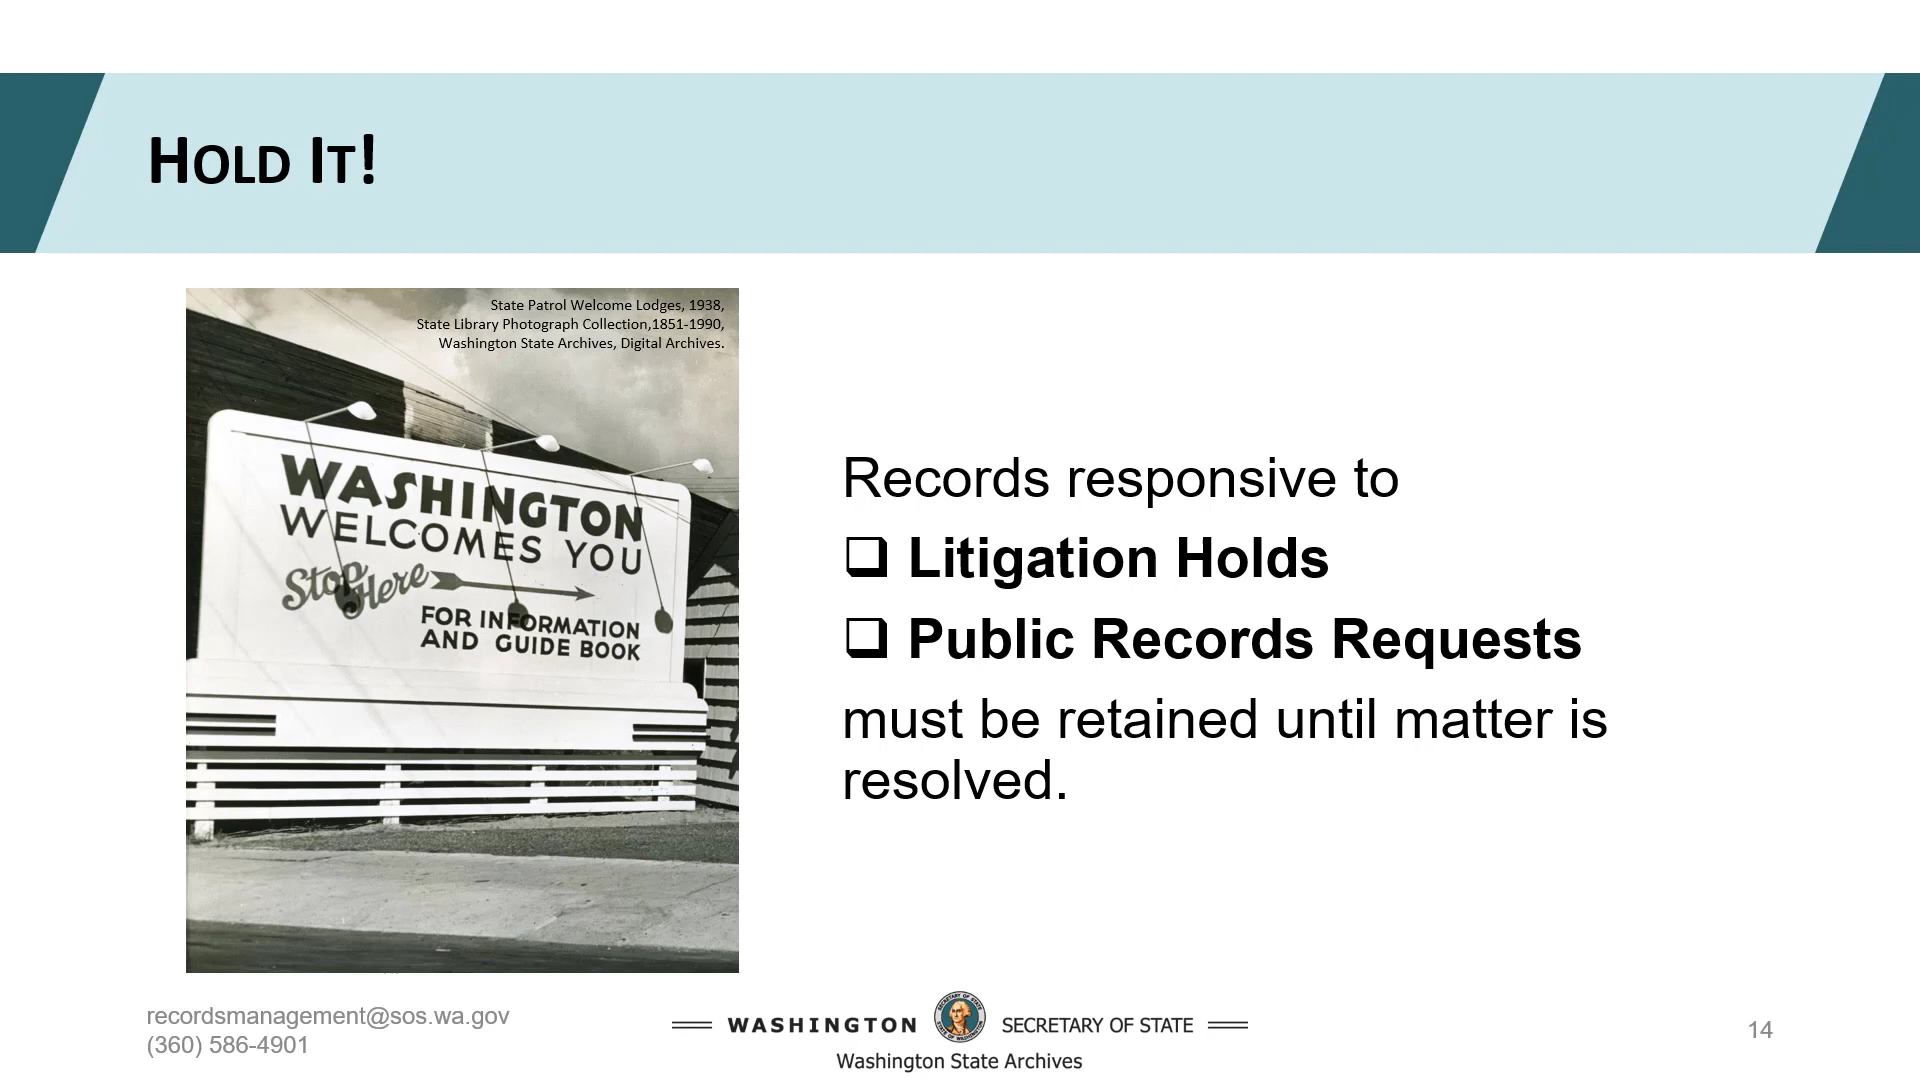 HOLD IT!
State Patrol Welcome Lodges, 1938,
State Library Photograph Collection,1851-1990,
Washington State Archives, Digital Archives.
WASHINGTON
WELCOMES YOU
Stop Here
FOR INFORMATION
AND GUIDE BOOK
Records responsive to
❑ Litigation Holds
❑ Public Records Requests
must be retained until matter is
resolved.
recordsmanagement@sos.wa.gov
(360) 586-4901
WASHINGTON SECRETARY OF STATE
Washington State Archives
14